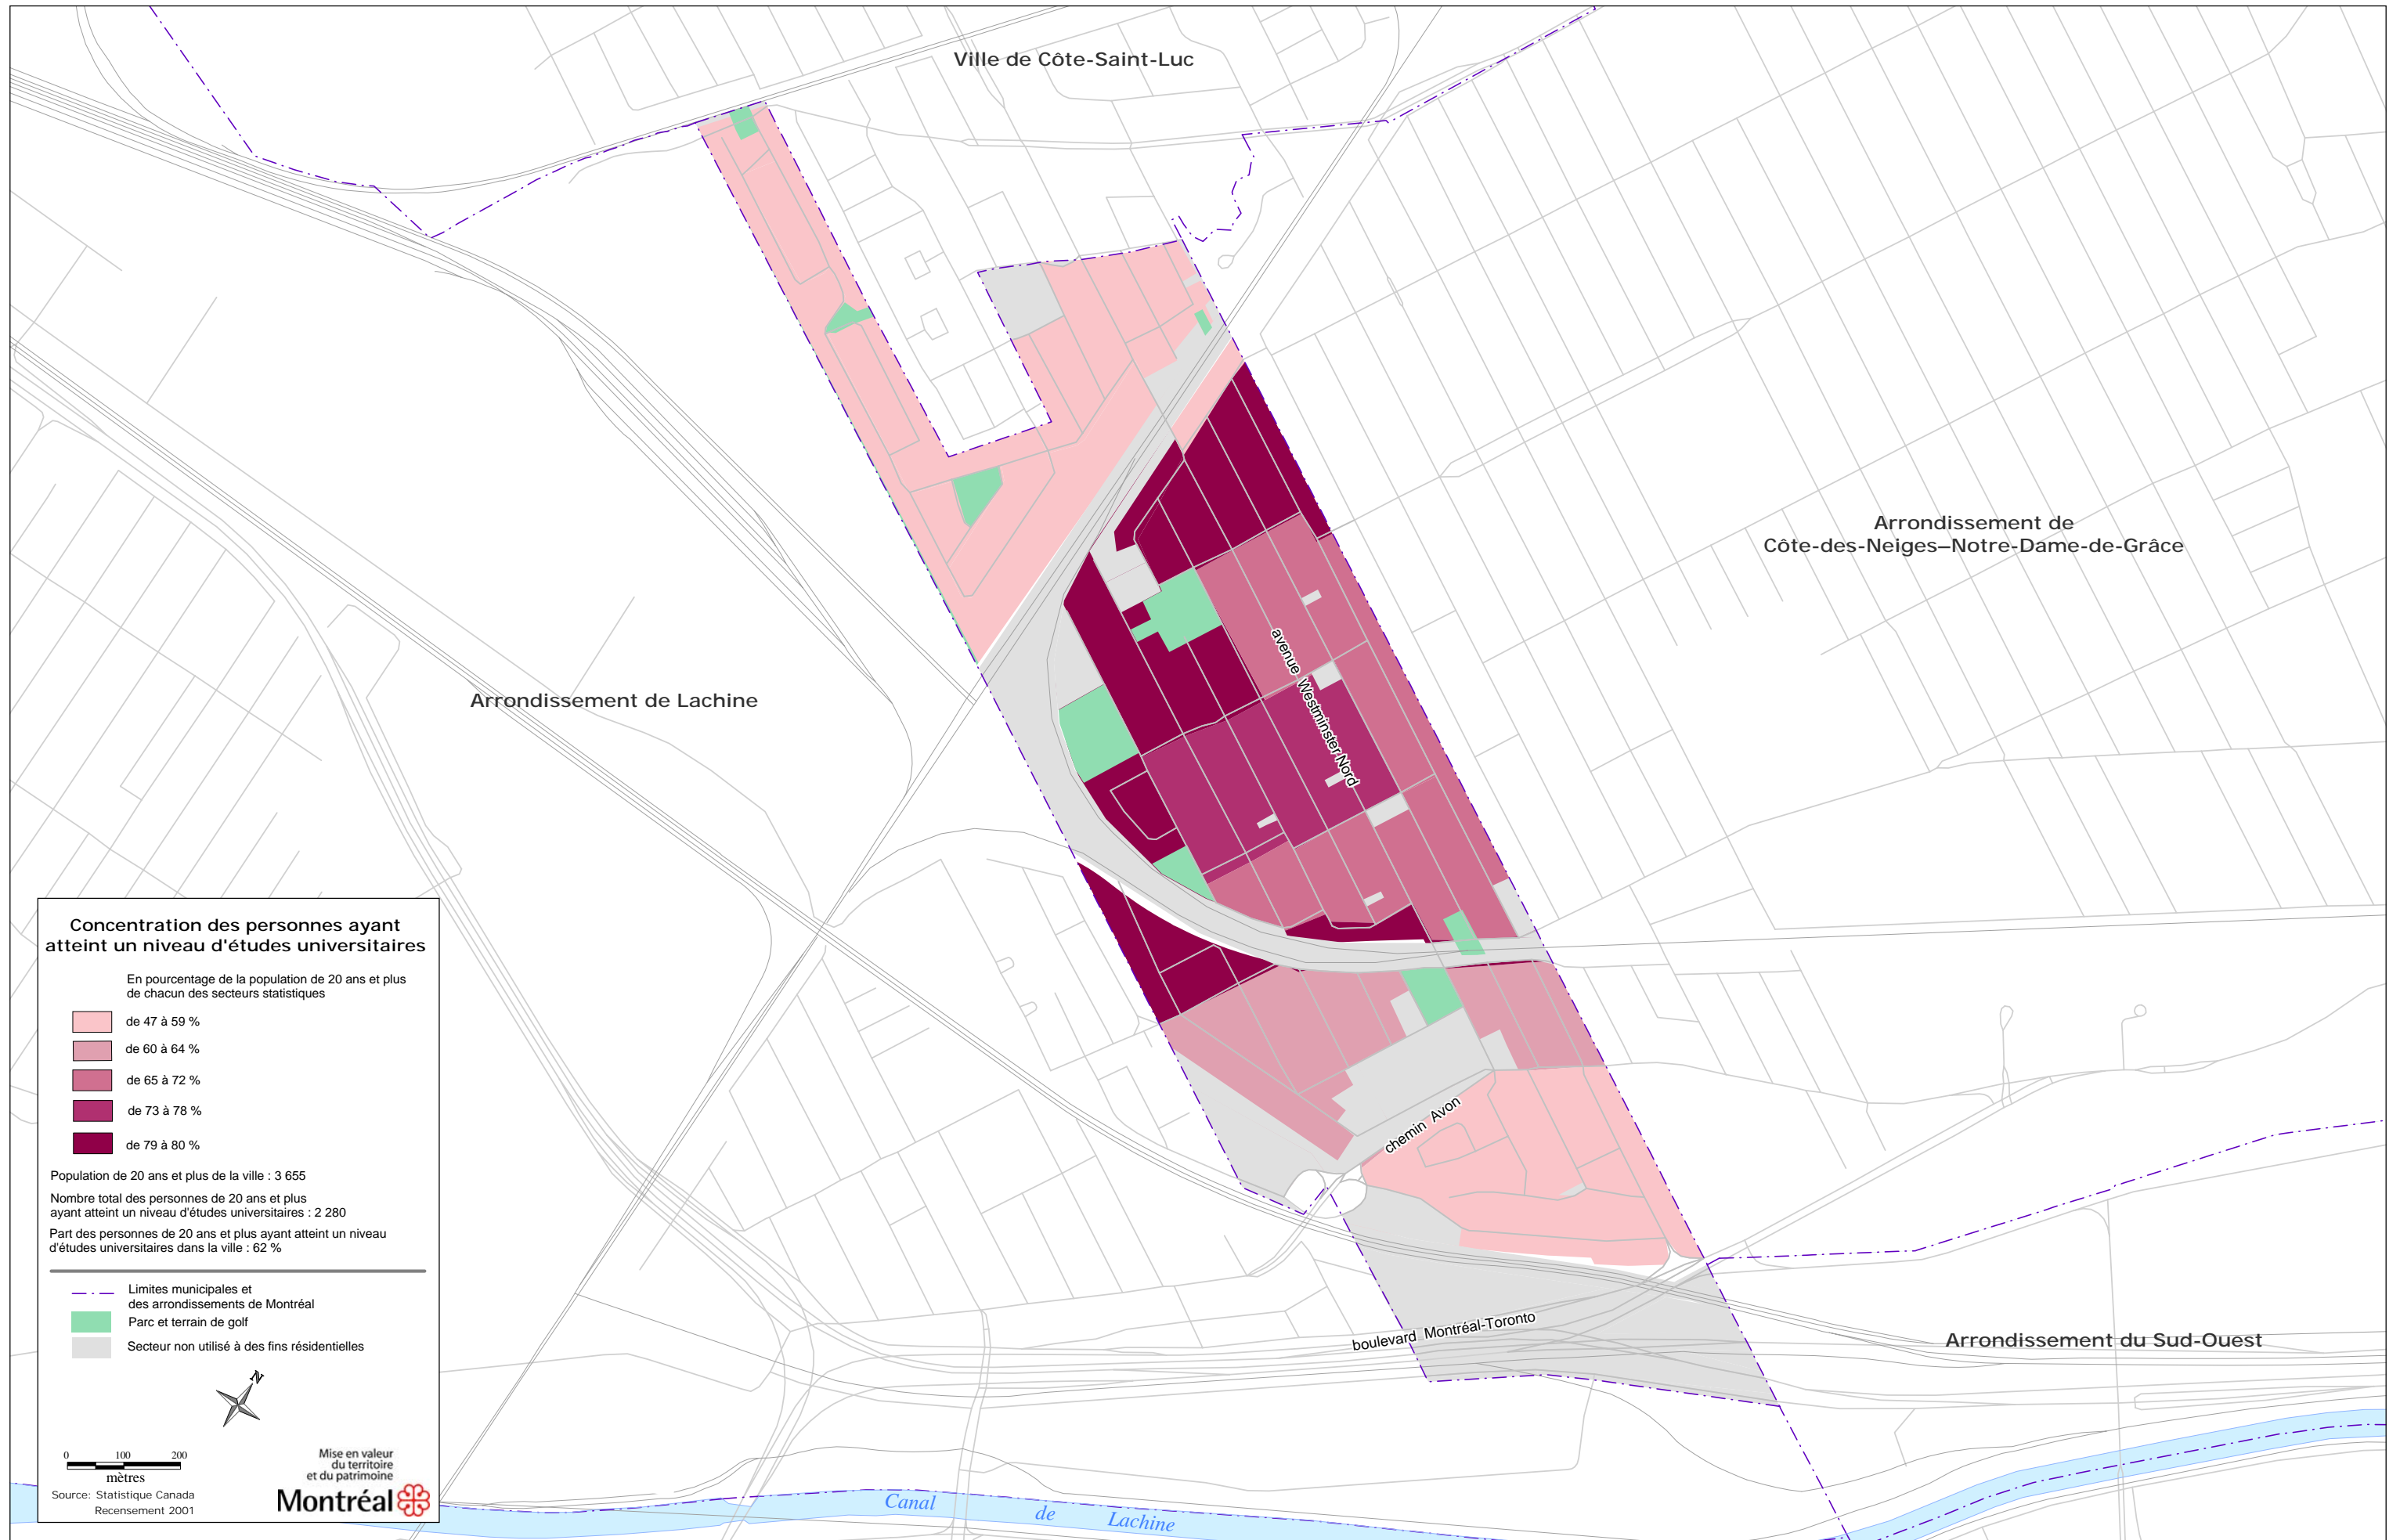 Ville de Côte-Saint-Luc
Arrondissement de
Côte-des-Neiges–Notre-Dame-de-Grâce
Arrondissement de Lachine
avenue Westminster-Nord
chemin Avon
boulevard Montréal-Toronto
Arrondissement du Sud-Ouest
Canal de Lachine
Concentration des personnes ayant
atteint un niveau d'études universitaires
En pourcentage de la population de 20 ans et plus
de chacun des secteurs statistiques
de 47 à 59 %
de 60 à 64 %
de 65 à 72 %
de 73 à 78 %
de 79 à 80 %
Population de 20 ans et plus de la ville : 3 655
Nombre total des personnes de 20 ans et plus
ayant atteint un niveau d'études universitaires : 2 280
Part des personnes de 20 ans et plus ayant atteint un niveau
d'études universitaires dans la ville : 62 %
Limites municipales et
des arrondissements de Montréal
Parc et terrain de golf
Secteur non utilisé à des fins résidentielles
N
0 100 200
mètres
Source: Statistique Canada
Recensement 2001
Mise en valeur
du territoire
et du patrimoine
Montréal